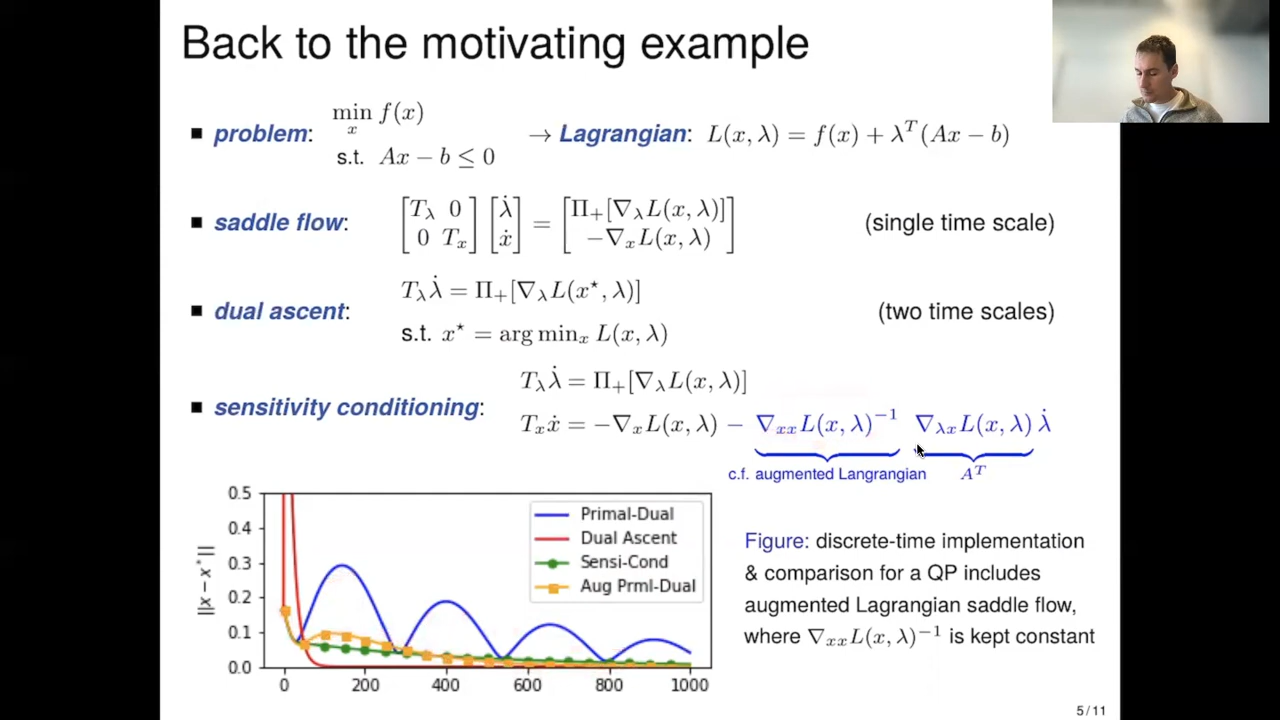 Back to the motivating example
■ problem: min_x f(x) s.t. Ax − b ≤ 0 → Lagrangian: L(x, λ) = f(x) + λ^T(Ax − b)
■ saddle flow: [T_λ 0; 0 T_x] [λ̇; ẋ] = [Π_+[∇_λ L(x, λ)]; −∇_x L(x, λ)] (single time scale)
■ dual ascent: T_λ λ̇ = Π_+[∇_λ L(x^⋆, λ)]
s.t. x^⋆ = arg min_x L(x, λ) (two time scales)
■ sensitivity conditioning: T_λ λ̇ = Π_+[∇_λ L(x, λ)]
T_x ẋ = −∇_x L(x, λ) − ∇_xx L(x, λ)^−1 ∇_λx L(x, λ) λ̇
c.f. augmented Langrangian A^T
0.5
0.4
0.3
0.2
0.1
0.0
||x − x^*||
0 200 400 600 800 1000
Primal-Dual
Dual Ascent
Sensi-Cond
Aug Prml-Dual
Figure: discrete-time implementation
& comparison for a QP includes
augmented Lagrangian saddle flow,
where ∇_xx L(x, λ)^−1 is kept constant
5 / 11